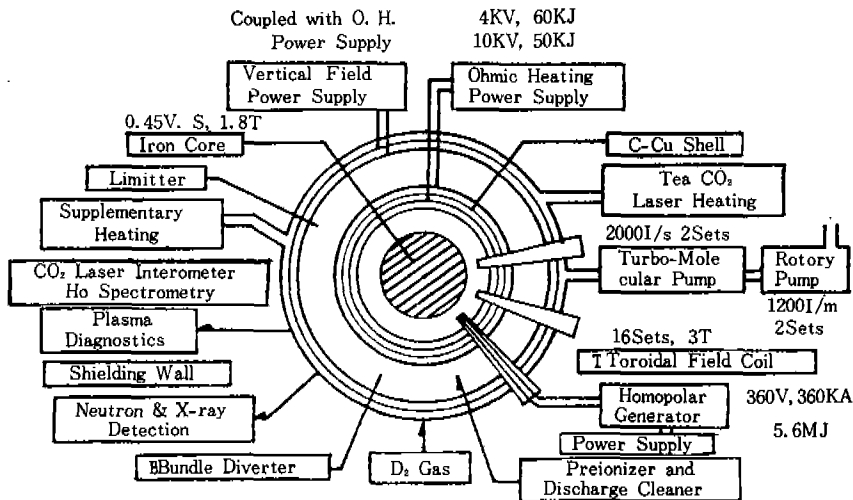 Coupled with O. H.
Power Supply
4KV, 60KJ
10KV, 50KJ
Vertical Field
Power Supply
Ohmic Heating
Power Supply
0.45V. S, 1.8T
Iron Core
C-Cu Shell
Limitter
Tea CO₂
Laser Heating
Supplementary
Heating
2000I/s 2Sets
Turbo-Mole
cular Pump
Rotory
Pump
CO₂ Laser Interometer
Ho Spectrometry
1200I/m
2Sets
Plasma
Diagnostics
16Sets, 3T
Toroidal Field Coil
Shielding Wall
Neutron & X-ray
Detection
Homopolar
Generator
360V, 360KA
5.6MJ
Power Supply
Bundle Diverter
D₂ Gas
Preionizer and
Discharge Cleaner